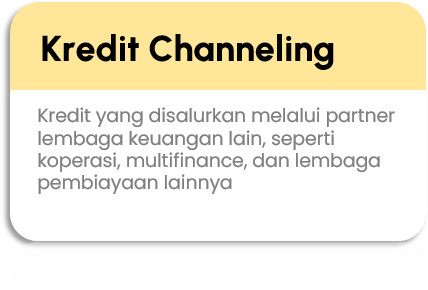 Kredit Channeling
Kredit yang disalurkan melalui partner
lembaga keuangan lain, seperti
koperasi, multifinance, dan lembaga
pembiayaan lainnya